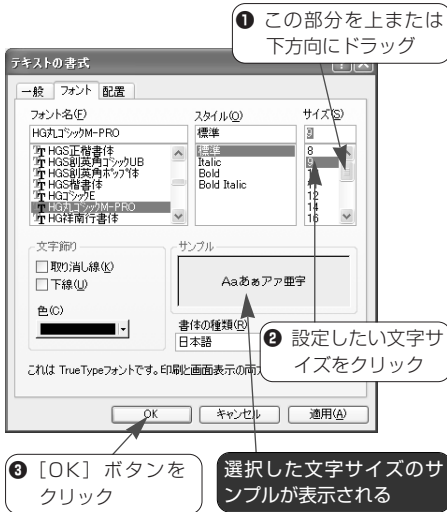 ❶ この部分を上または
下方向にドラッグ
テキストの書式
一般 フォント 配置
フォント名(F) スタイル(O) サイズ(S)
HG丸ゴシックM-PRO 標準 9
HGS正楷書体 標準 8
HGS創英角ゴシックUB Italic 9
HGS創英角ポップ体 Bold
HGS楷書体 Bold Italic
HGゴシックE 12
HG丸ゴシックM-PRO 14
HG祥南行書体 16
文字飾り サンプル
取り消し線(K)
下線(U)
Aaあぁアァ亜宇
色(C)
書体の種類(R)
日本語
❷ 設定したい文字サ
イズをクリック
これは TrueTypeフォントです。印刷と画面表示の両方
OK キャンセル 適用(A)
❸ [OK] ボタンを
クリック
選択した文字サイズのサ
ンプルが表示される